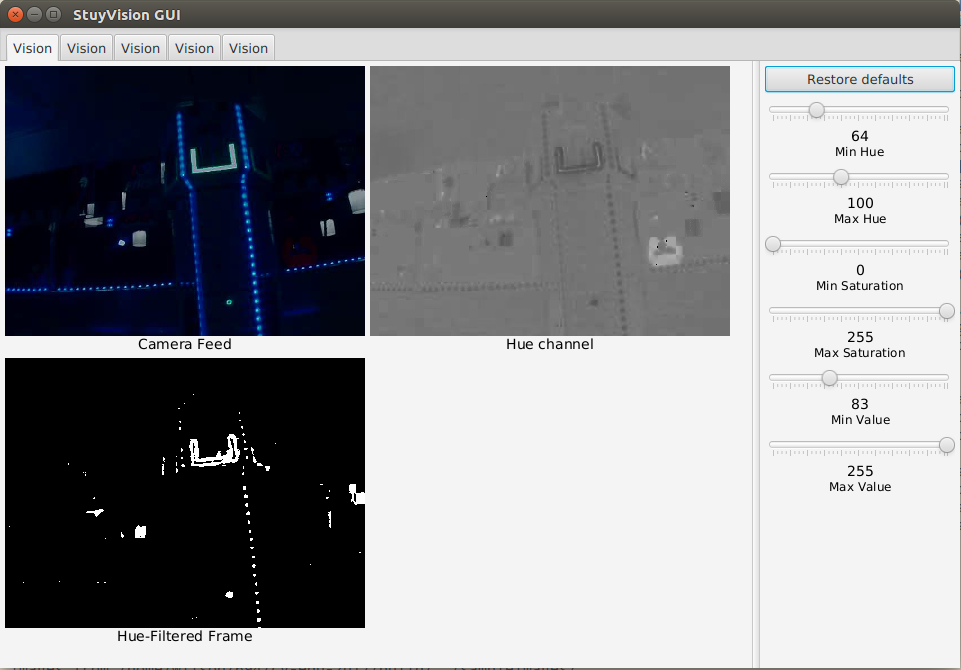 StuyVision GUI
Vision Vision Vision Vision Vision
Restore defaults
64
Min Hue
100
Max Hue
0
Min Saturation
255
Max Saturation
83
Min Value
255
Max Value
Camera Feed
Hue channel
Hue-Filtered Frame